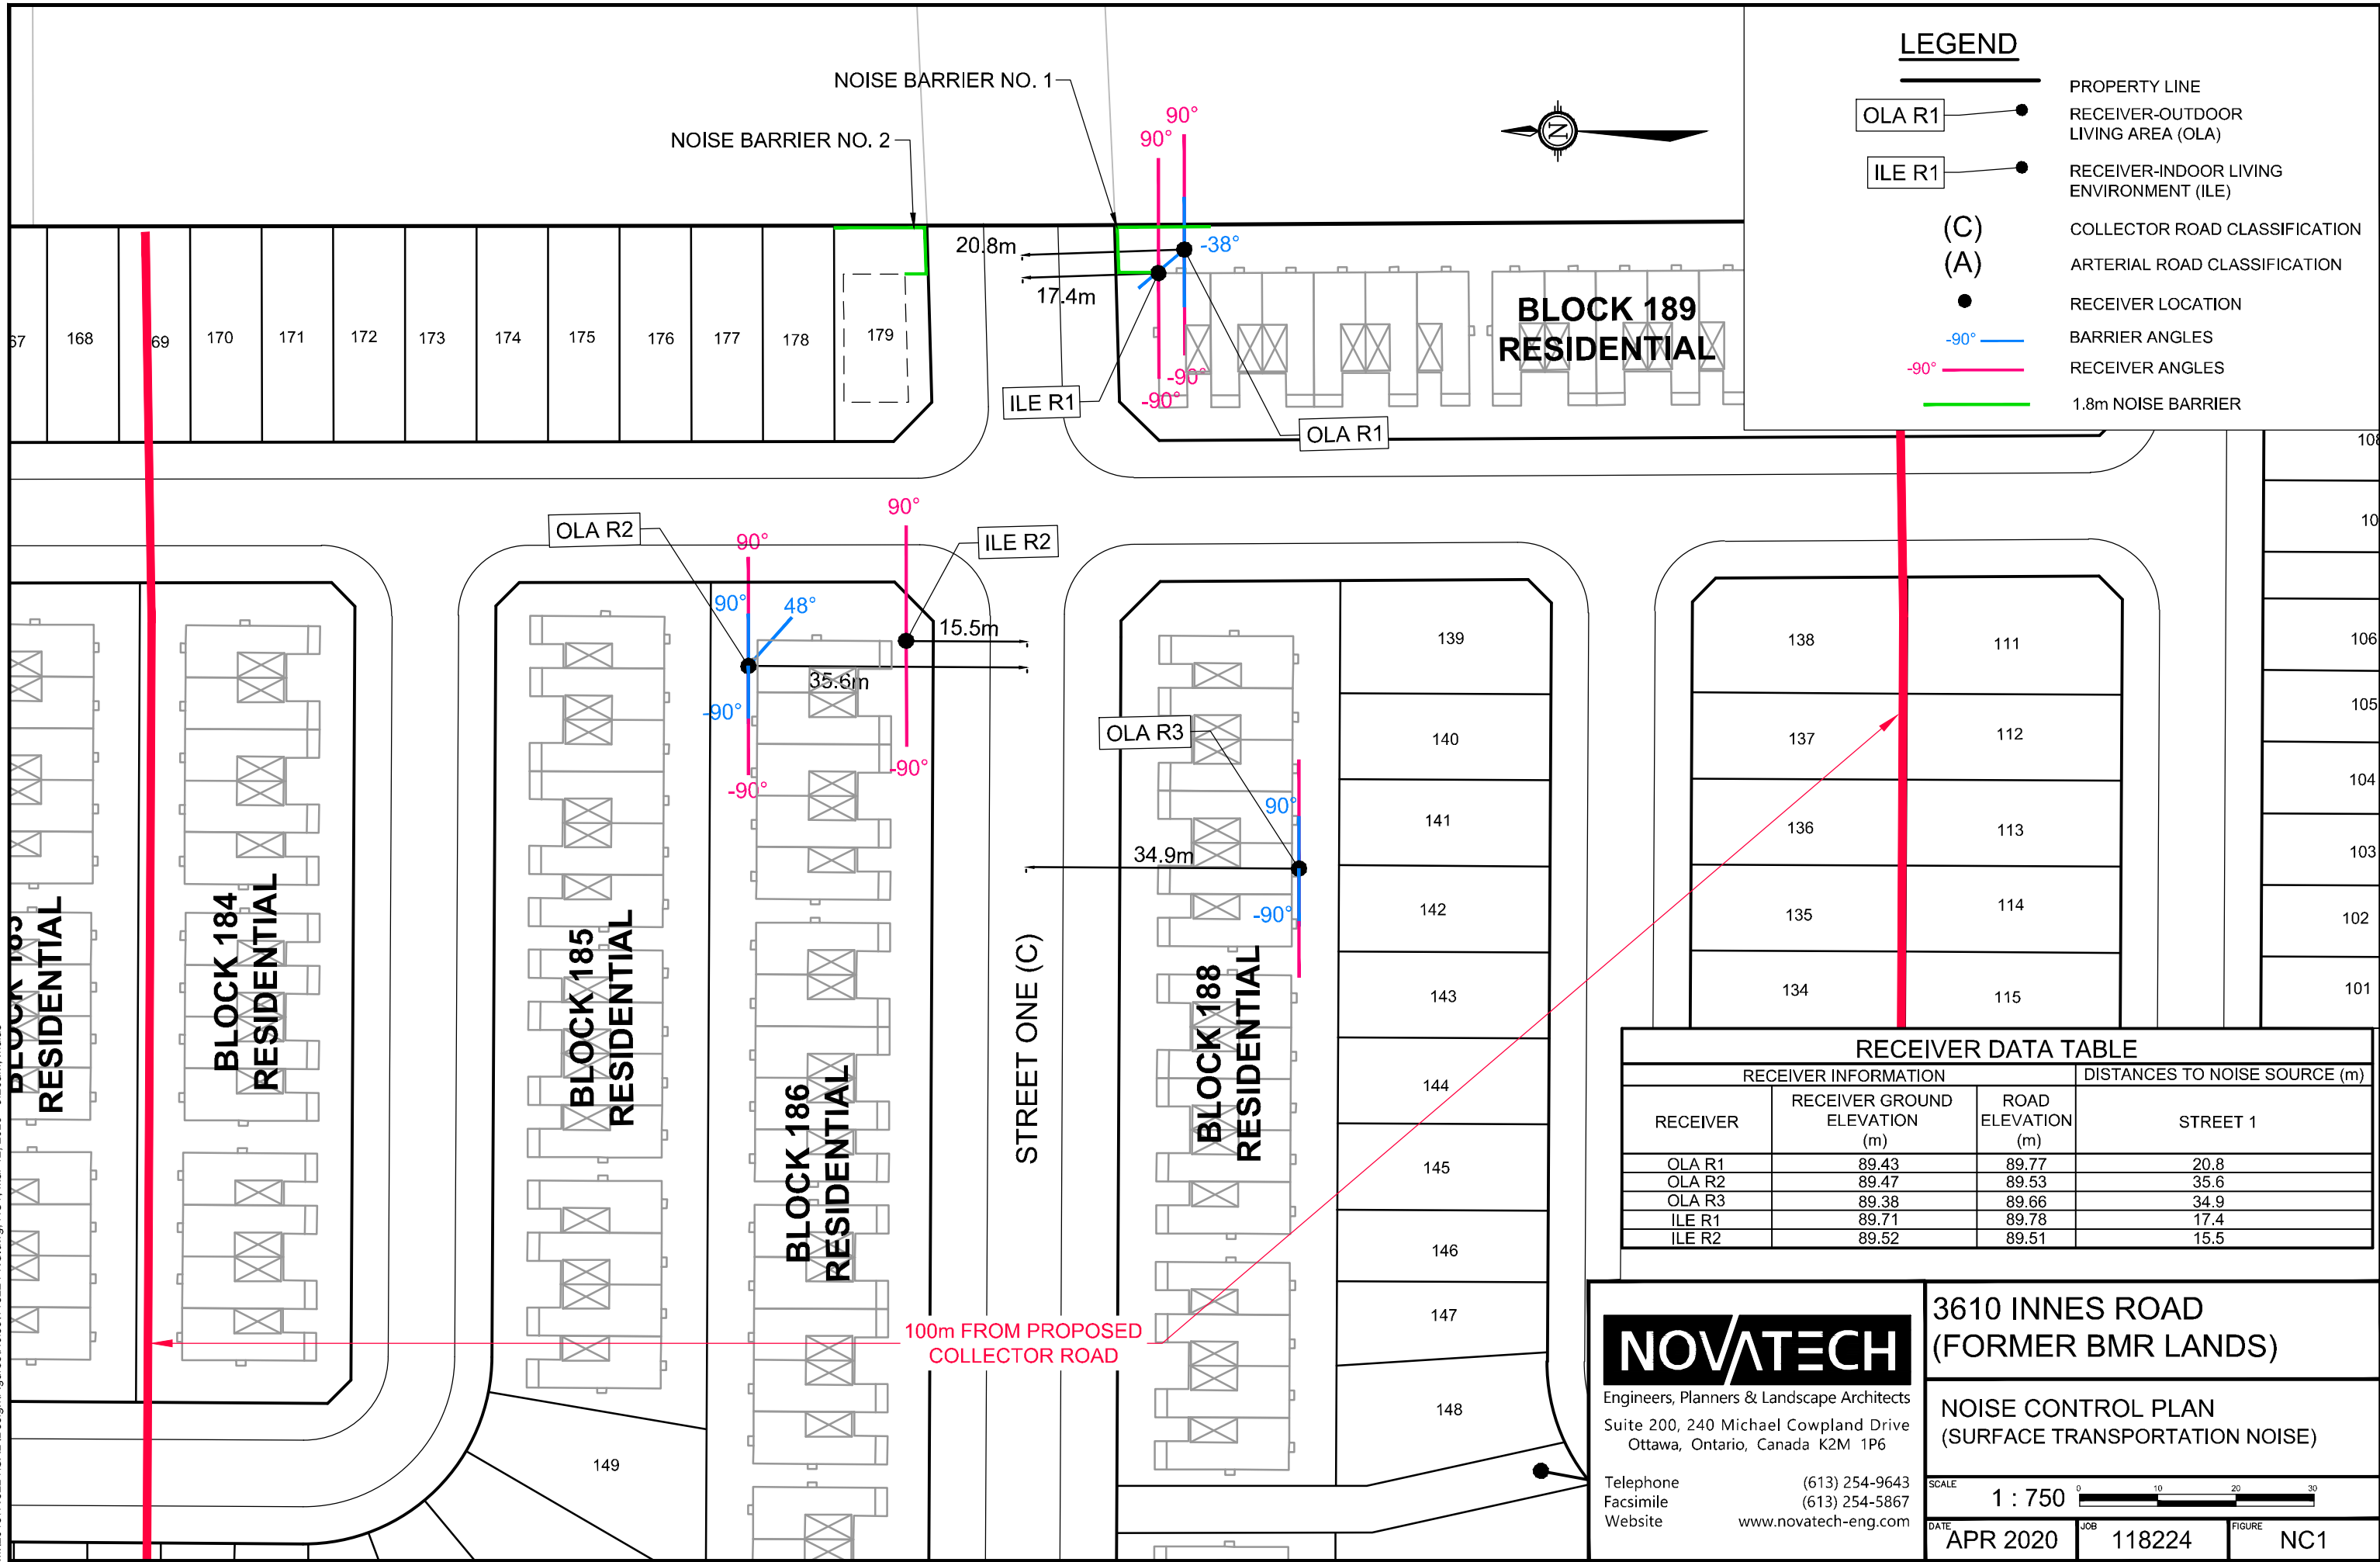 NOISE BARRIER NO. 1
NOISE BARRIER NO. 2
90°
90°
N
LEGEND
PROPERTY LINE
OLA R1
RECEIVER-OUTDOOR
LIVING AREA (OLA)
ILE R1
RECEIVER-INDOOR LIVING
ENVIRONMENT (ILE)
(C) COLLECTOR ROAD CLASSIFICATION
(A) ARTERIAL ROAD CLASSIFICATION
RECEIVER LOCATION
-90° BARRIER ANGLES
-90° RECEIVER ANGLES
1.8m NOISE BARRIER
20.8m
-38°
17.4m
67 168 169 170 171 172 173 174 175 176 177 178 179
BLOCK 189
RESIDENTIAL
-90°
-90°
ILE R1
OLA R1
OLA R2
90°
90°
ILE R2
90°
48°
15.5m
35.6m
-90°
-90°
-90°
OLA R3
90°
34.9m
-90°
139
140
141
142
143
144
145
146
147
148
149
138
137
136
135
134
111
112
113
114
115
108
10
106
105
104
103
102
101
RESIDENTIAL
BLOCK 184
RESIDENTIAL
BLOCK 185
RESIDENTIAL
BLOCK 186
RESIDENTIAL
STREET ONE (C)
BLOCK 188
RESIDENTIAL
100m FROM PROPOSED
COLLECTOR ROAD
RECEIVER DATA TABLE
RECEIVER INFORMATION DISTANCES TO NOISE SOURCE (m)
RECEIVER RECEIVER GROUND ELEVATION (m) ROAD ELEVATION (m) STREET 1
OLA R1 89.43 89.77 20.8
OLA R2 89.47 89.53 35.6
OLA R3 89.38 89.66 34.9
ILE R1 89.71 89.78 17.4
ILE R2 89.52 89.51 15.5
NOVATECH
Engineers, Planners & Landscape Architects
Suite 200, 240 Michael Cowpland Drive
Ottawa, Ontario, Canada K2M 1P6
Telephone (613) 254-9643
Facsimile (613) 254-5867
Website www.novatech-eng.com
3610 INNES ROAD
(FORMER BMR LANDS)
NOISE CONTROL PLAN
(SURFACE TRANSPORTATION NOISE)
SCALE
1 : 750
0 10 20 30
DATE APR 2020
JOB 118224
FIGURE NC1